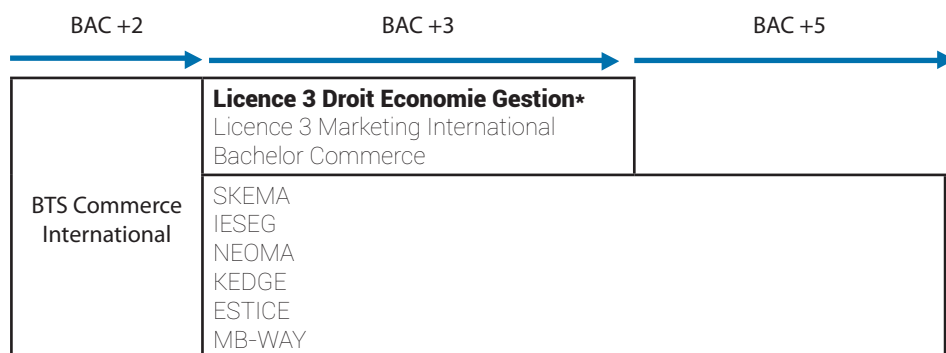 BAC +2
BAC +3
BAC +5
BTS Commerce
International
Licence 3 Droit Economie Gestion*
Licence 3 Marketing International
Bachelor Commerce
SKEMA
IESEG
NEOMA
KEDGE
ESTICE
MB-WAY